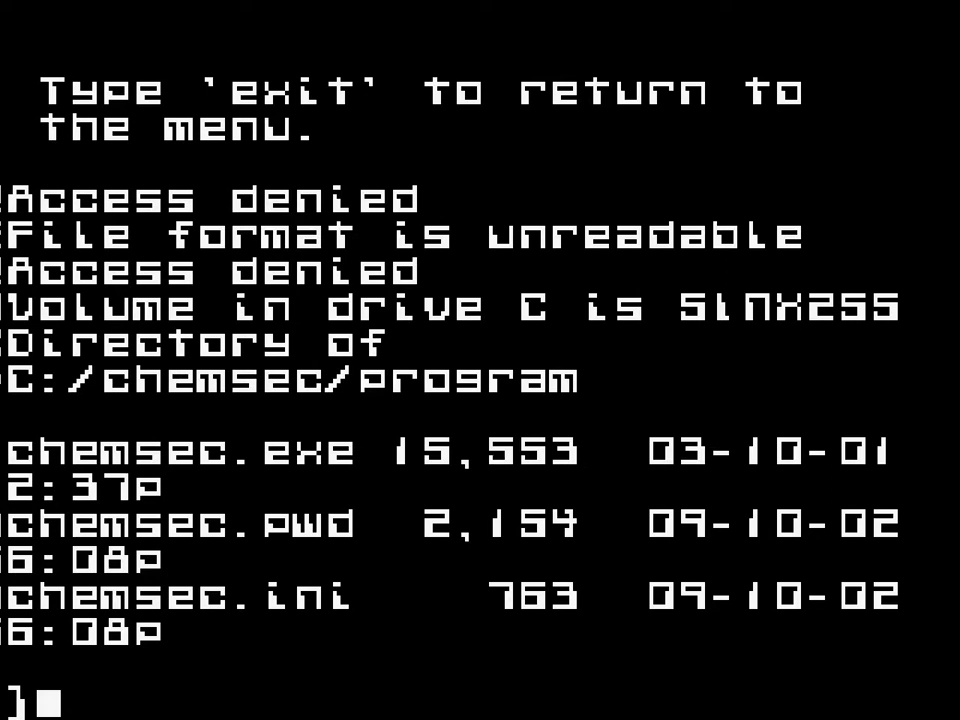 Type 'exit' to return to
the menu.
Access denied
File format is unreadable
Access denied
Volume in drive C is S1NX255
Directory of
C:/chemsec/program
chemsec.exe 15,553 03-10-01
2:37p
chemsec.pwd 2,154 09-10-02
6:08p
chemsec.ini 763 09-10-02
6:08p
}